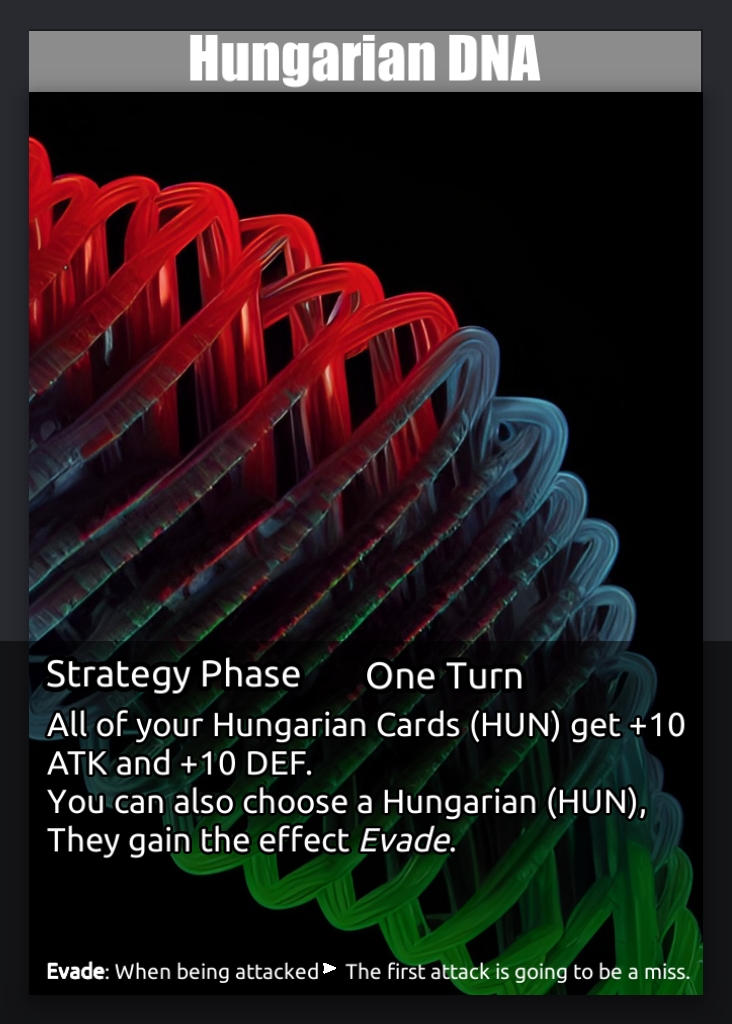 Hungarian DNA
Strategy Phase One Turn
All of your Hungarian Cards (HUN) get +10
ATK and +10 DEF.
You can also choose a Hungarian (HUN),
They gain the effect Evade.
Evade: When being attacked► The first attack is going to be a miss.